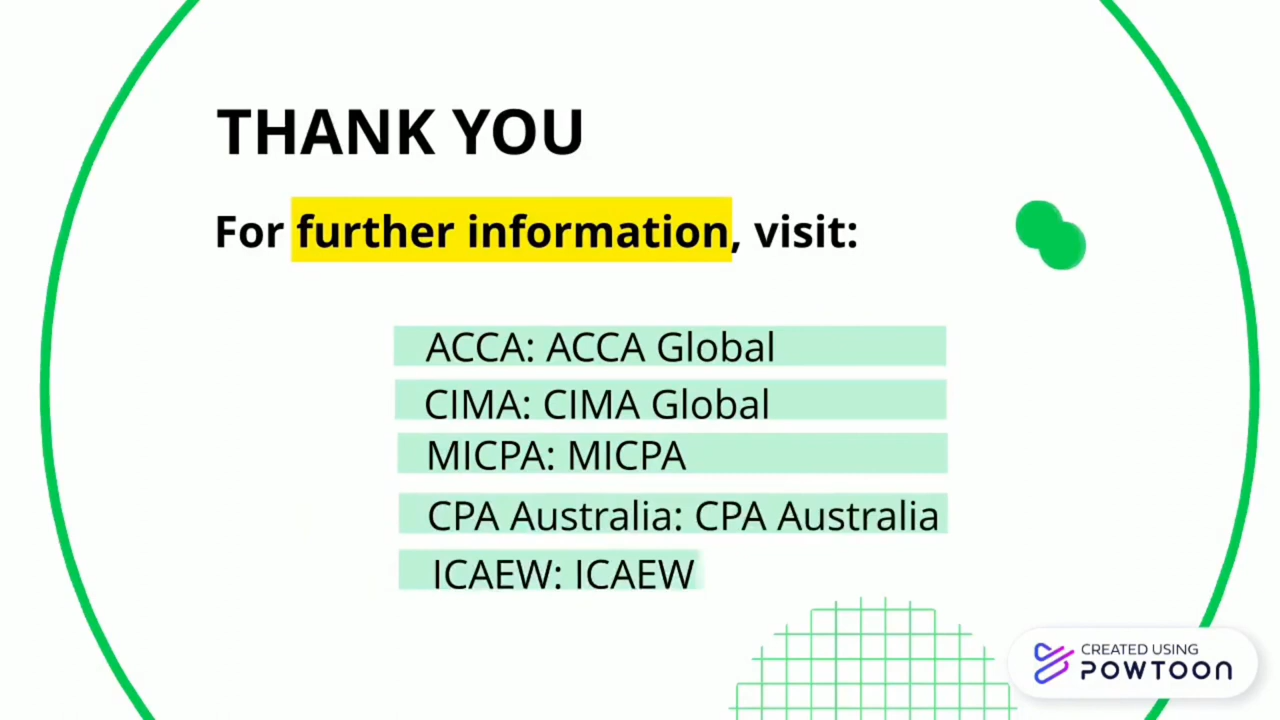 THANK YOU
For further information, visit:
ACCA: ACCA Global
CIMA: CIMA Global
MICPA: MICPA
CPA Australia: CPA Australia
ICAEW: ICAEW
CREATED USING
POWTOON